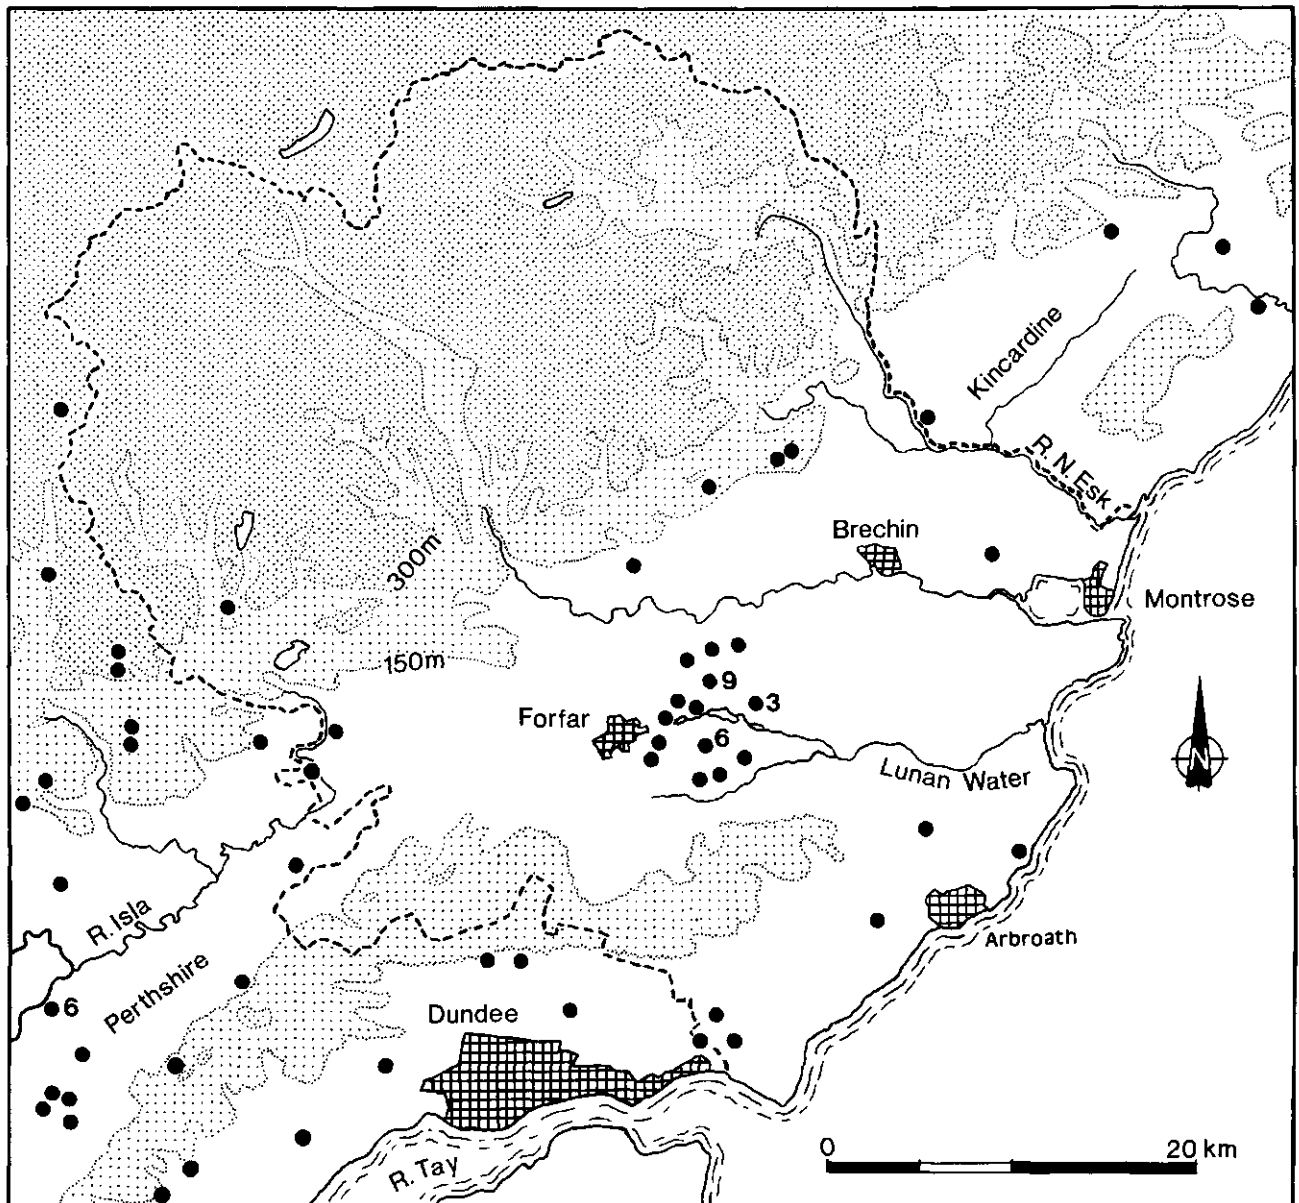 Kincardine
R. N. Esk
Brechin
300m
Montrose
150m
9
3
Forfar
6
Lunan Water
R. Isla
Arbroath
Perthshire
6
Dundee
N
0 20 km
R. Tay